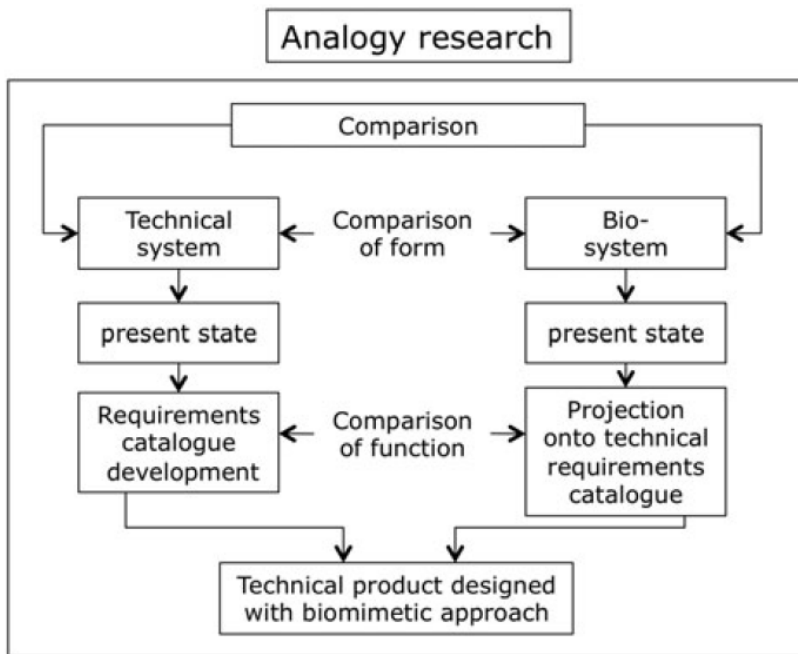 Analogy research
Comparison
Technical
system
Comparison
of form
Bio-
system
present state
present state
Requirements
catalogue
development
Comparison
of function
Projection
onto technical
requirements
catalogue
Technical product designed
with biomimetic approach